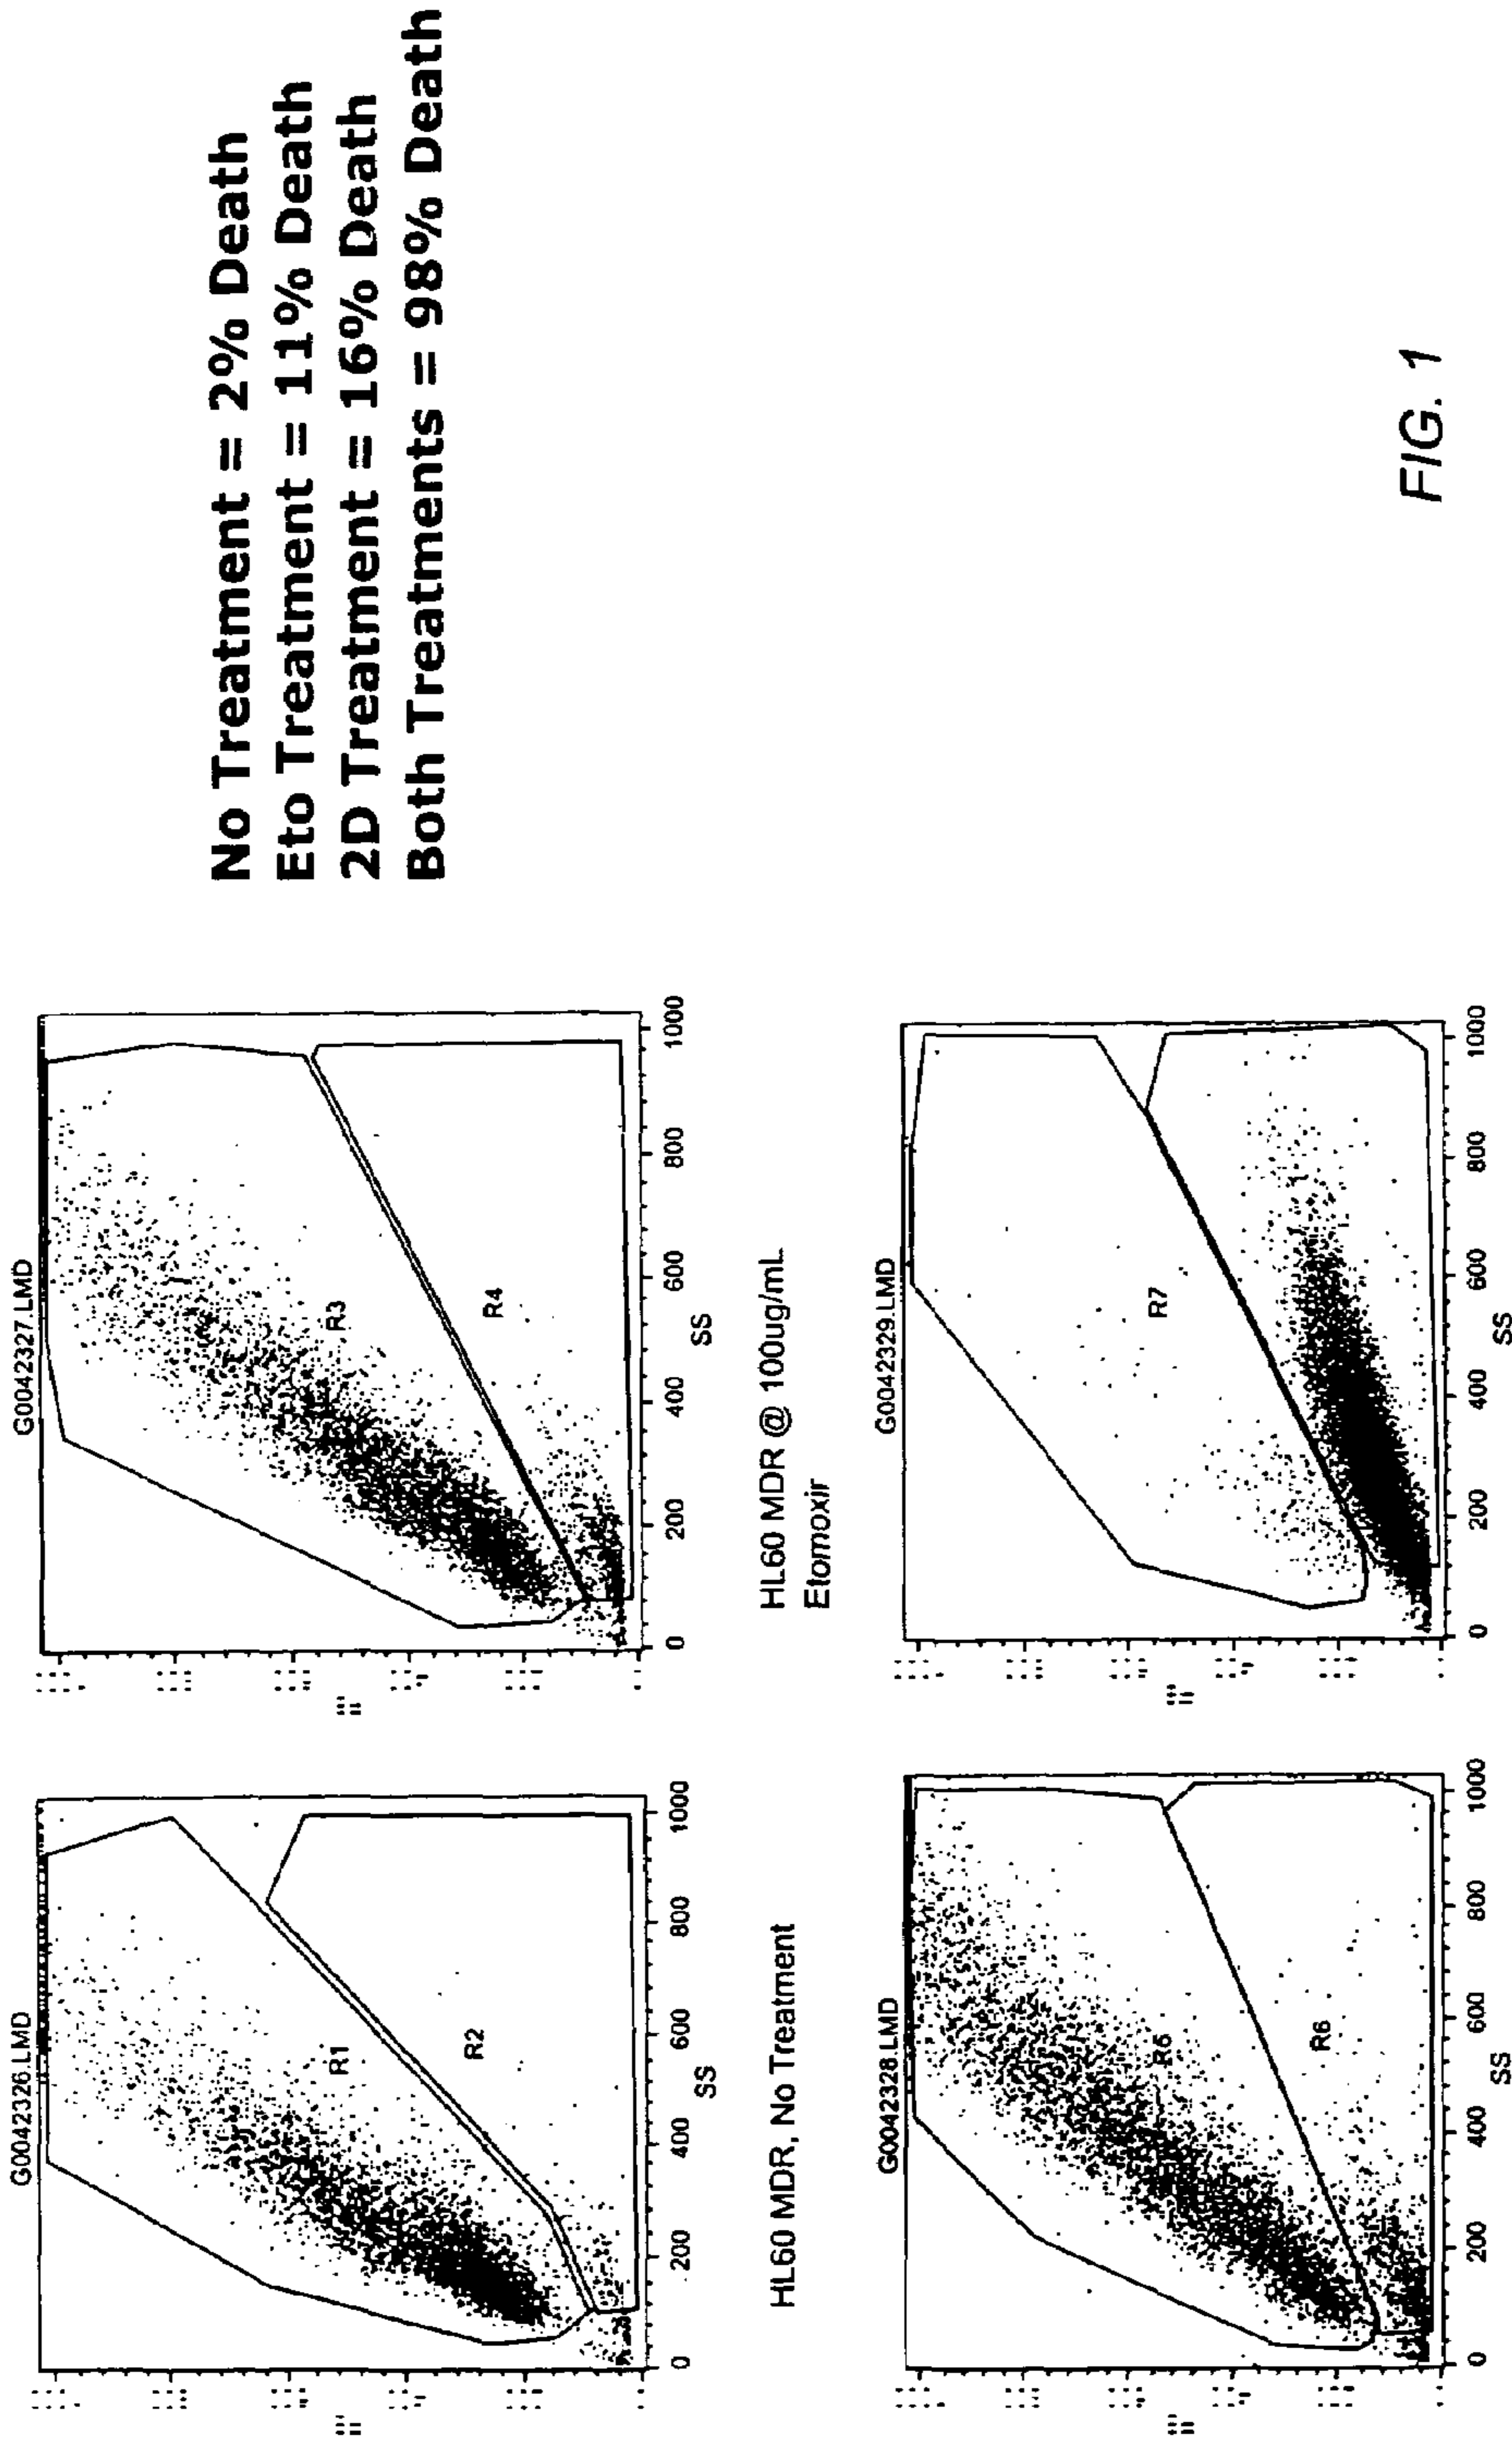 G0042326.LMD
R1
R2
0 200 400 600 800 1000
SS
HL60 MDR, No Treatment
G0042327.LMD
R3
R4
0 200 400 600 800 1000
SS
HL60 MDR @ 100ug/mL
Etomoxir
No Treatment = 2% Death
Eto Treatment = 11% Death
2D Treatment = 16% Death
Both Treatments = 98% Death
G0042328.LMD
R5
R6
0 200 400 600 800 1000
SS
G0042329.LMD
R7
0 200 400 600 800 1000
SS
FIG. 1